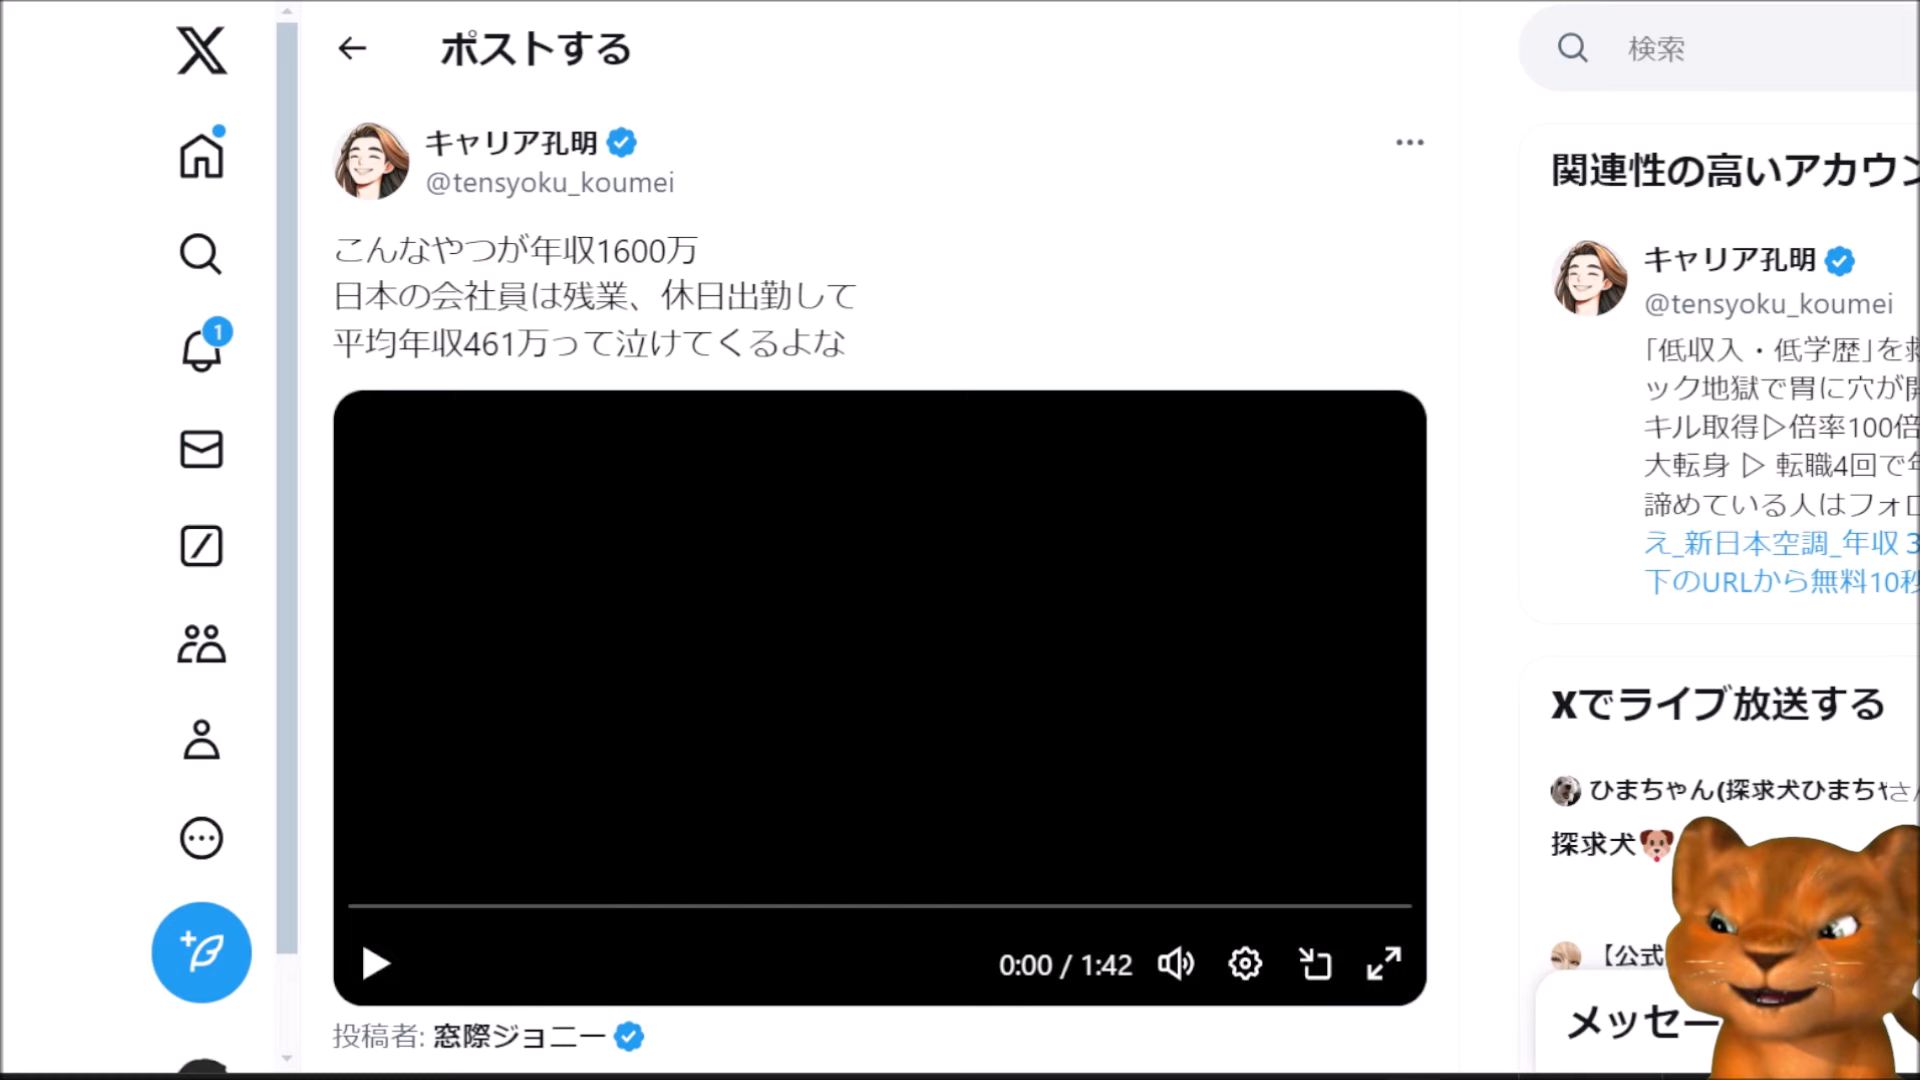 ポストする
キャリア孔明
@tensyoku_koumei
こんなやつが年収1600万
日本の会社員は残業、休日出勤して
平均年収461万って泣けてくるよな
0:00 / 1:42
投稿者: 窓際ジョニー
1
検索
関連性の高いアカウン
キャリア孔明
@tensyoku_koumei
「低収入・低学歴」を救
ック地獄で胃に穴が開
キル取得▷倍率100倍
大転身 ▷ 転職4回で年
諦めている人はフォロ
え_新日本空調_年収3
下のURLから無料10秒
Xでライブ放送する
ひまちゃん(探求犬ひまちゃさん
探求犬
【公式
メッセー